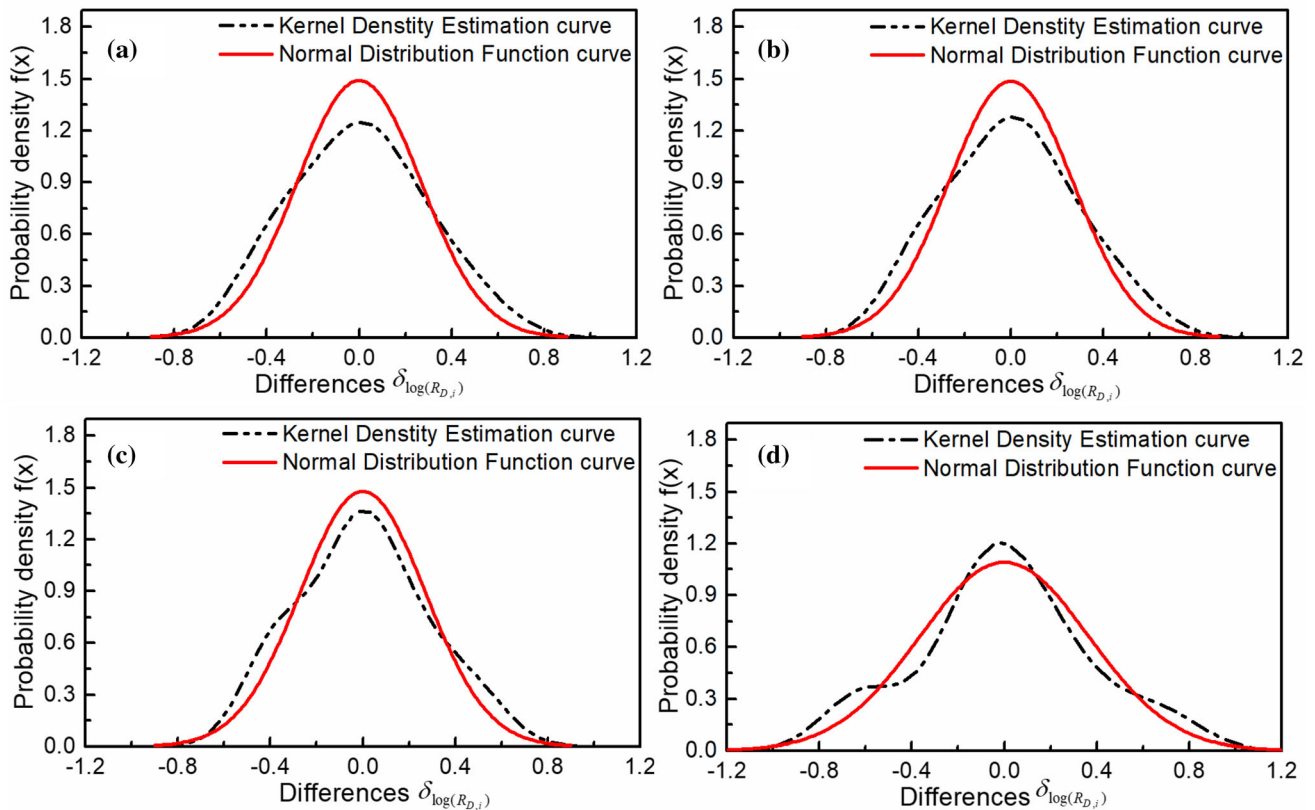 (a)
Kernel Denstity Estimation curve
Normal Distribution Function curve
Probability density f(x)
1.8
1.5
1.2
0.9
0.6
0.3
0.0
-1.2 -0.8 -0.4 0.0 0.4 0.8 1.2
Differences δlog(R_D,i)
(b)
Kernel Denstity Estimation curve
Normal Distribution Function curve
Probability density f(x)
1.8
1.5
1.2
0.9
0.6
0.3
0.0
-1.2 -0.8 -0.4 0.0 0.4 0.8 1.2
Differences δlog(R_D,i)
(c)
Kernel Denstity Estimation curve
Normal Distribution Function curve
Probability density f(x)
1.8
1.5
1.2
0.9
0.6
0.3
0.0
-1.2 -0.8 -0.4 0.0 0.4 0.8 1.2
Differences δlog(R_D,i)
(d)
Kernel Density Estimation curve
Normal Distribution Function curve
Probability density f(x)
1.8
1.5
1.2
0.9
0.6
0.3
0.0
-1.2 -0.8 -0.4 0.0 0.4 0.8 1.2
Differences δlog(R_D,i)